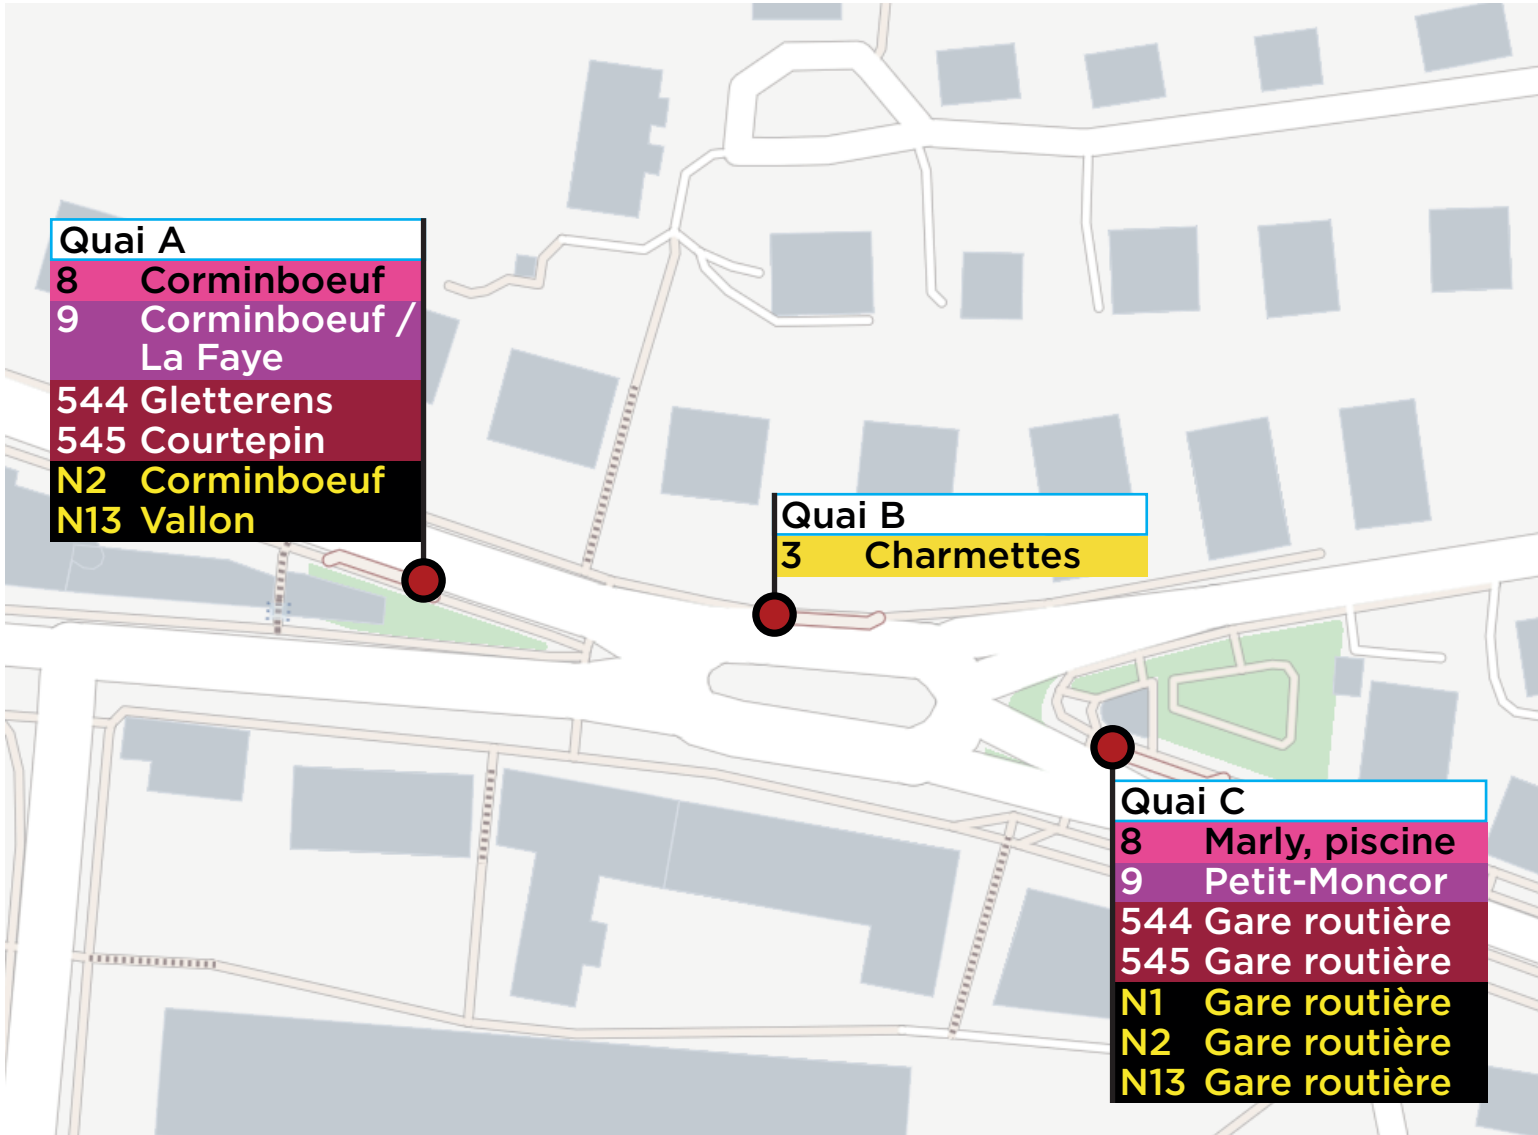 Quai A
8 Corminboeuf
9 Corminboeuf /
La Faye
544 Gletterens
545 Courtepin
N2 Corminboeuf
N13 Vallon
Quai B
3 Charmettes
Quai C
8 Marly, piscine
9 Petit-Moncor
544 Gare routière
545 Gare routière
N1 Gare routière
N2 Gare routière
N13 Gare routière